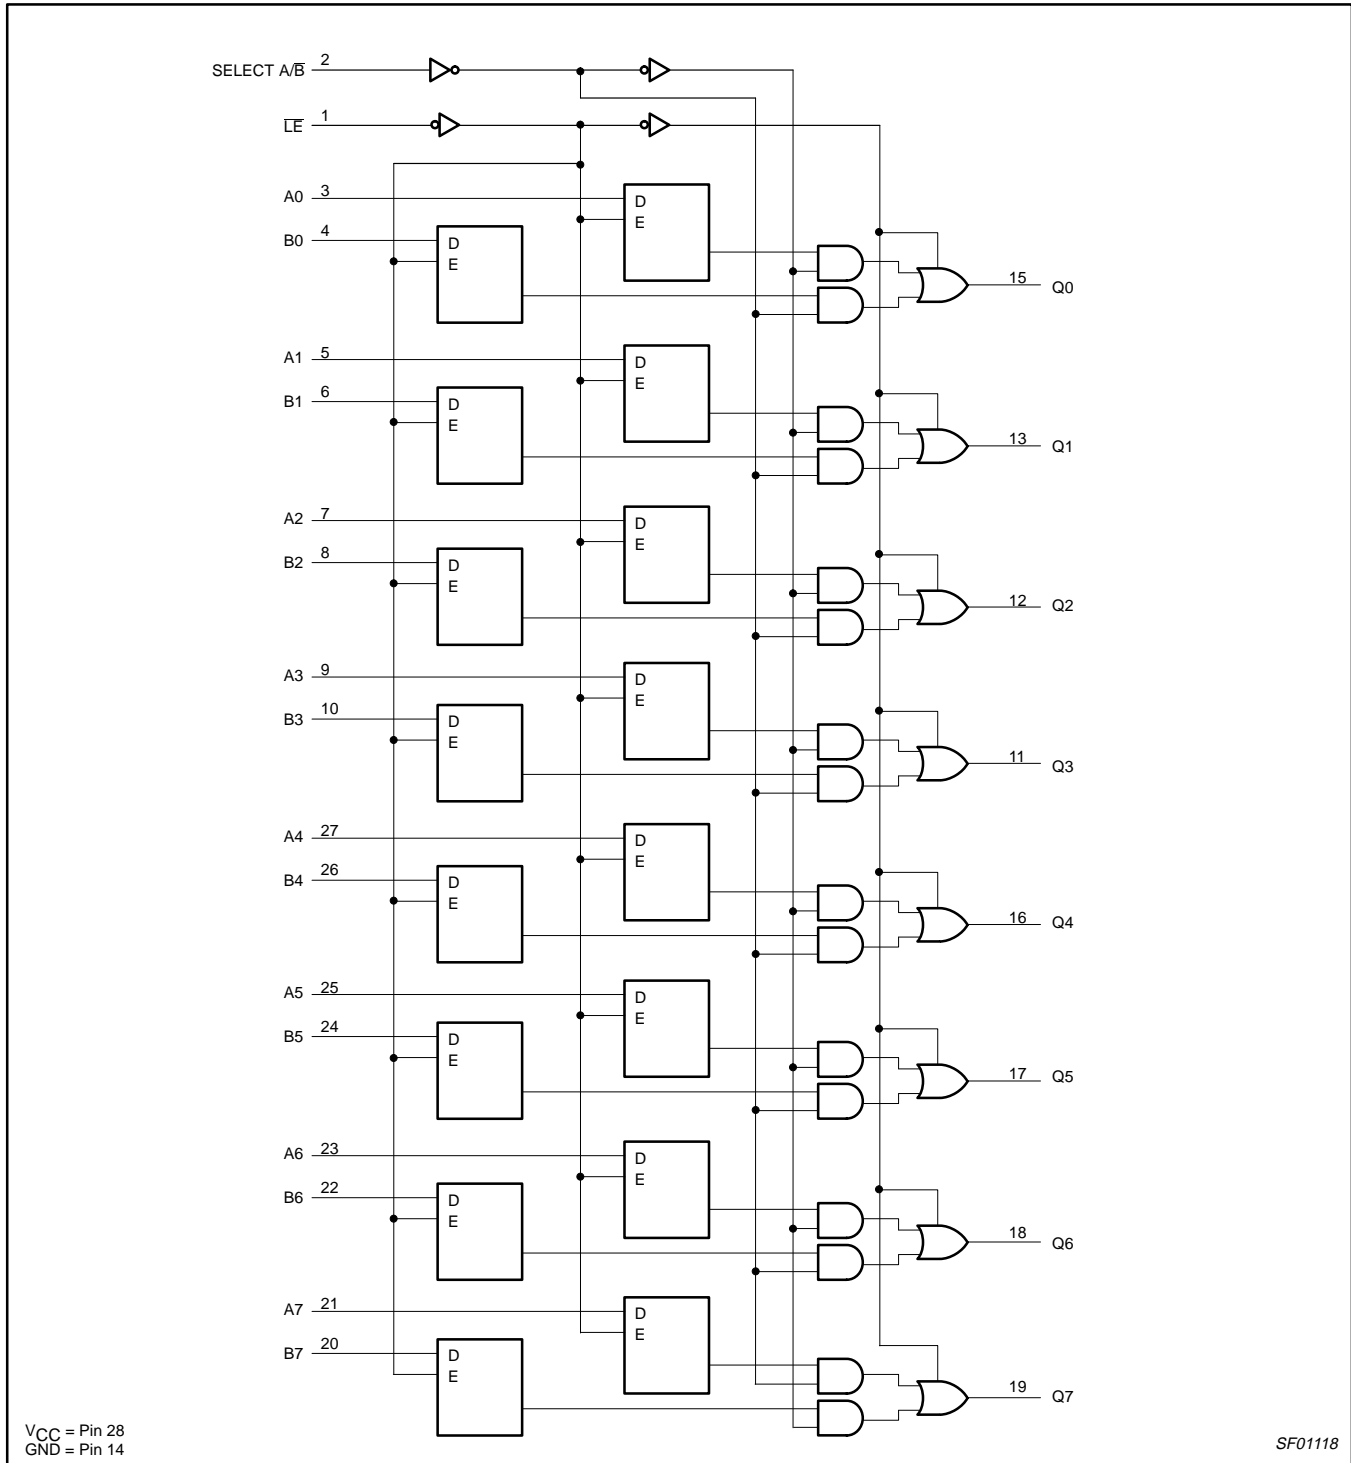 SELECT A/B̅ 2
L̅E̅ 1
A0 3
D
E
B0 4
D
E
15 Q0
A1 5
D
E
B1 6
D
E
13 Q1
A2 7
D
E
B2 8
D
E
12 Q2
A3 9
D
E
B3 10
D
E
11 Q3
A4 27
D
E
B4 26
D
E
16 Q4
A5 25
D
E
B5 24
D
E
17 Q5
A6 23
D
E
B6 22
D
E
18 Q6
A7 21
D
E
B7 20
D
E
19 Q7
VCC = Pin 28
GND = Pin 14
SF01118